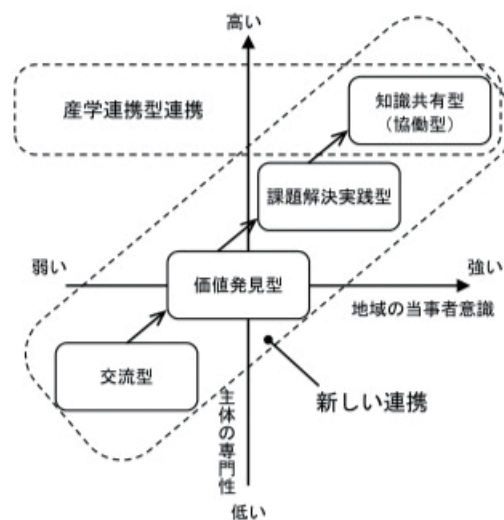 高い
産学連携型連携
知識共有型
（協働型）
課題解決実践型
弱い
強い
価値発見型
地域の当事者意識
交流型
新しい連携
主体の専門性
低い